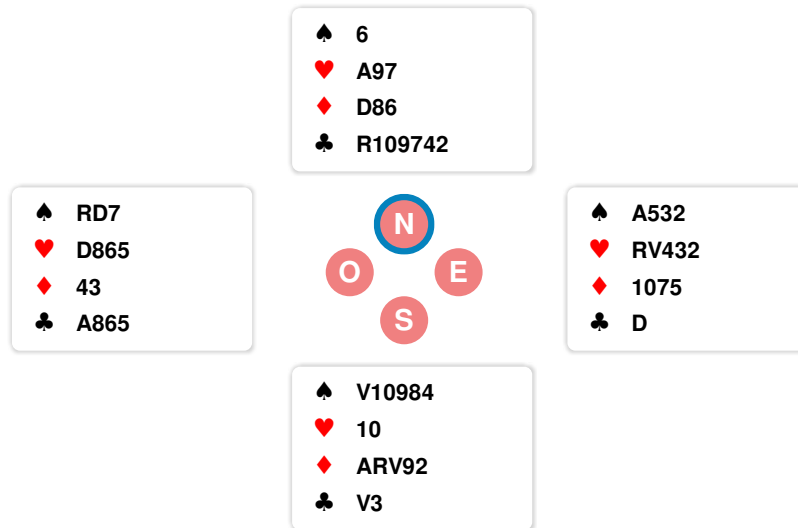 ♠ 6
♥ A97
♦ D86
♣ R109742
♠ RD7
♥ D865
♦ 43
♣ A865
N
O
E
S
♠ A532
♥ RV432
♦ 1075
♣ D
♠ V10984
♥ 10
♦ ARV92
♣ V3